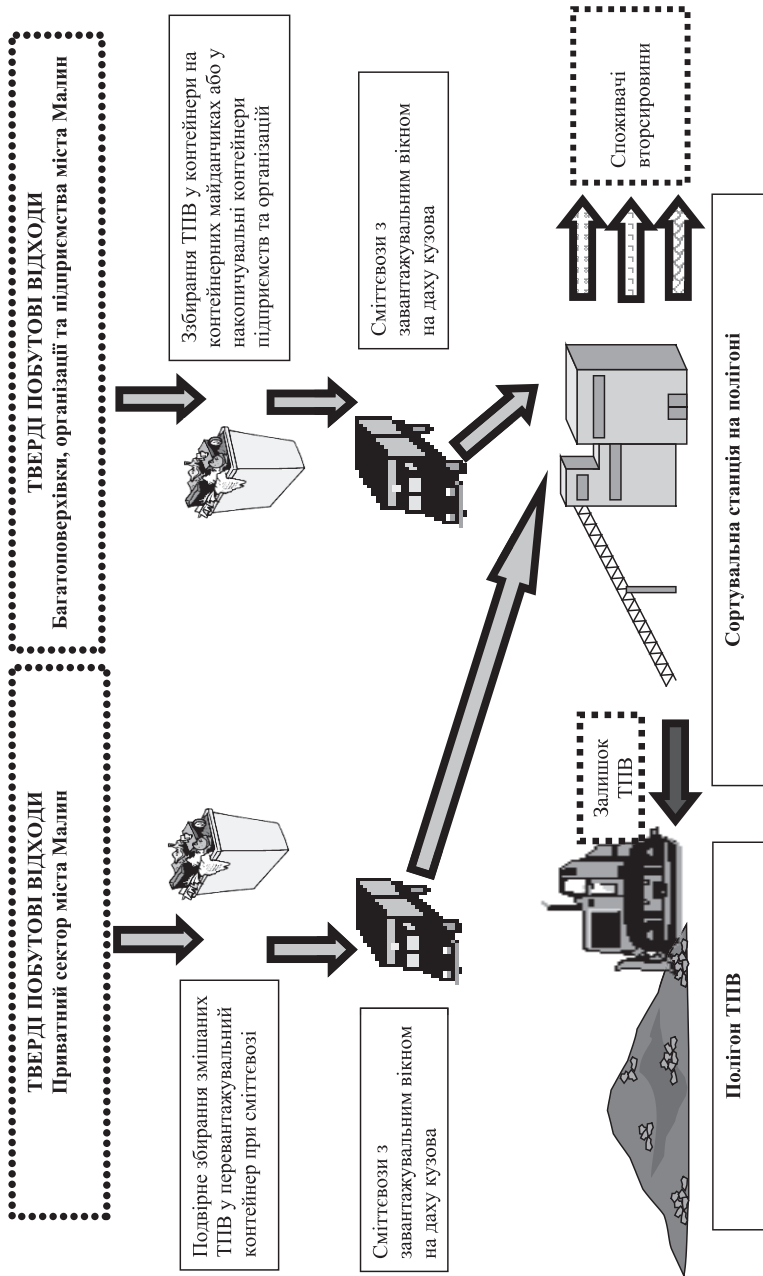 ТВЕРДІ ПОБУТОВІ ВІДХОДИ
Приватний сектор міста Малин
ТВЕРДІ ПОБУТОВІ ВІДХОДИ
Багатоповерхівки, організації та підприємства міста Малин
Подвірне збирання змішаних
ТПВ у перевантажувальний
контейнер при сміттєвозі
Ззбирання ТПВ у контейнери на
контейнерних майданчиках або у
накопичувальні контейнери
підприємств та організацій
Сміттєвози з
завантажувальним вікном
на даху кузова
Сміттєвози з
завантажувальним вікном
на даху кузова
Залишок
ТПВ
Споживачі
вторсировини
Полігон ТПВ
Сортувальна станція на полігоні